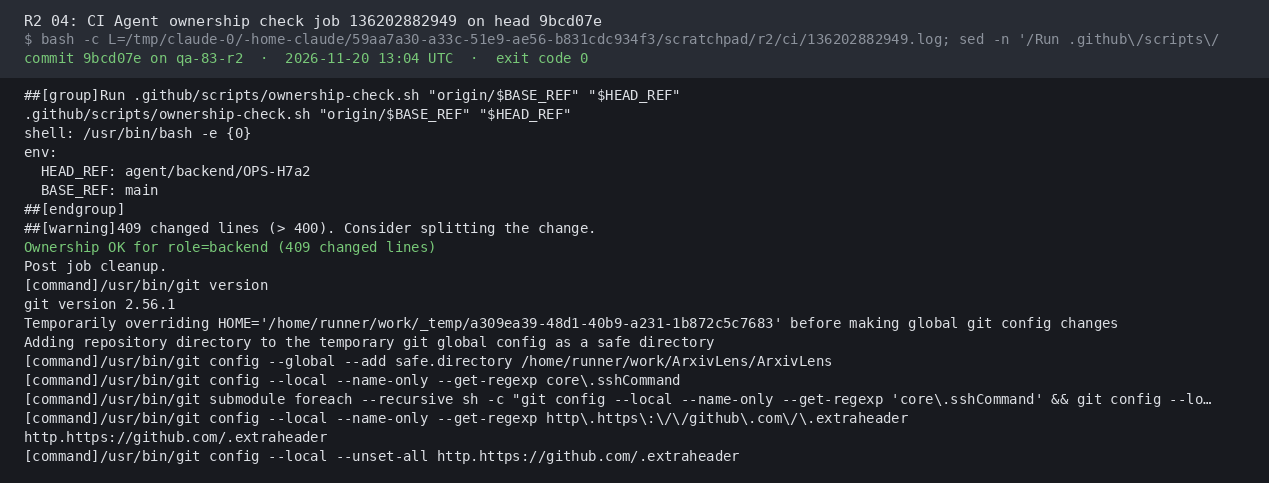 R2 04: CI Agent ownership check job 136202882949 on head 9bcd07e
$ bash -c L=/tmp/claude-0/-home-claude/59aa7a30-a33c-51e9-ae56-b831cdc934f3/scratchpad/r2/ci/136202882949.log; sed -n '/Run .github\/scripts\/
commit 9bcd07e on qa-83-r2 · 2026-11-20 13:04 UTC · exit code 0
##[group]Run .github/scripts/ownership-check.sh "origin/$BASE_REF" "$HEAD_REF"
.github/scripts/ownership-check.sh "origin/$BASE_REF" "$HEAD_REF"
shell: /usr/bin/bash -e {0}
env:
  HEAD_REF: agent/backend/OPS-H7a2
  BASE_REF: main
##[endgroup]
##[warning]409 changed lines (> 400). Consider splitting the change.
Ownership OK for role=backend (409 changed lines)
Post job cleanup.
[command]/usr/bin/git version
git version 2.56.1
Temporarily overriding HOME='/home/runner/work/_temp/a309ea39-48d1-40b9-a231-1b872c5c7683' before making global git config changes
Adding repository directory to the temporary git global config as a safe directory
[command]/usr/bin/git config --global --add safe.directory /home/runner/work/ArxivLens/ArxivLens
[command]/usr/bin/git config --local --name-only --get-regexp core\.sshCommand
[command]/usr/bin/git submodule foreach --recursive sh -c "git config --local --name-only --get-regexp 'core\.sshCommand' && git config --lo…
[command]/usr/bin/git config --local --name-only --get-regexp http\.https\:\/\/github\.com\/\.extraheader
http.https://github.com/.extraheader
[command]/usr/bin/git config --local --unset-all http.https://github.com/.extraheader